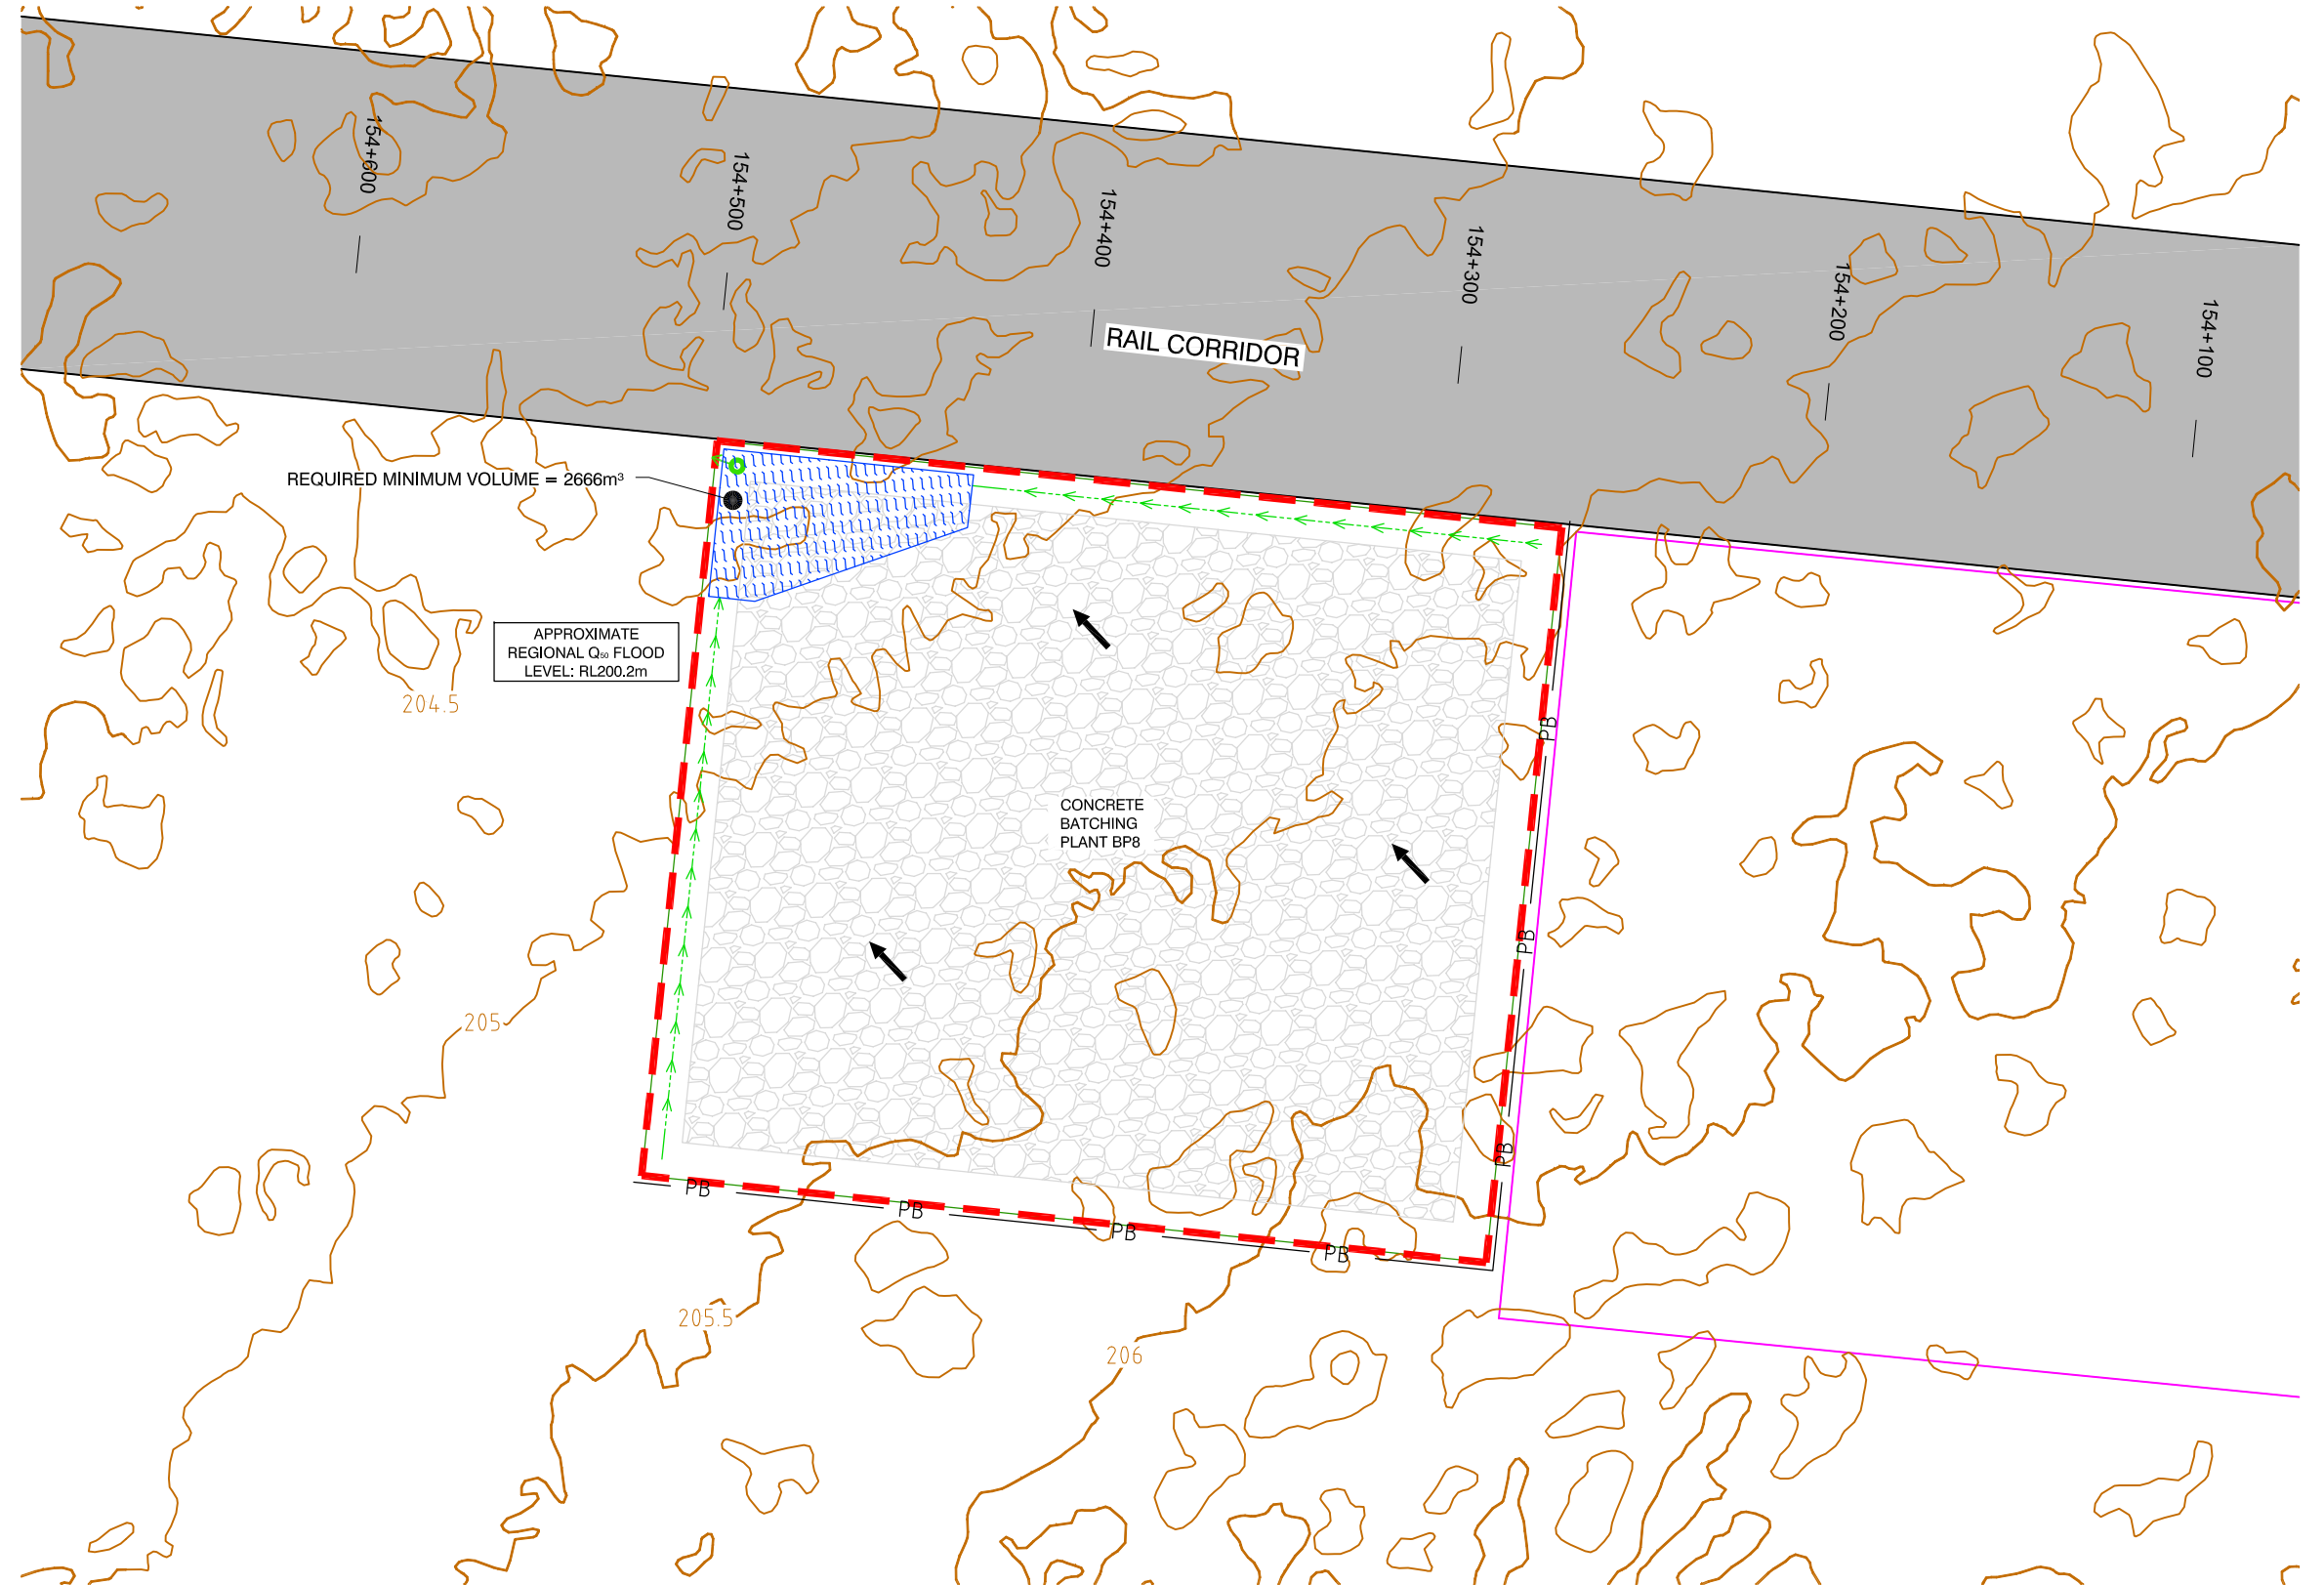 154+600
154+500
154+400
154+300
154+200
154+100
RAIL CORRIDOR
REQUIRED MINIMUM VOLUME = 2666m³
APPROXIMATE
REGIONAL Q₅₀ FLOOD
LEVEL: RL200.2m
204.5
PB
CONCRETE
BATCHING
PLANT BP8
PB
205
PB
PB
PB
PB
PB
205.5
206